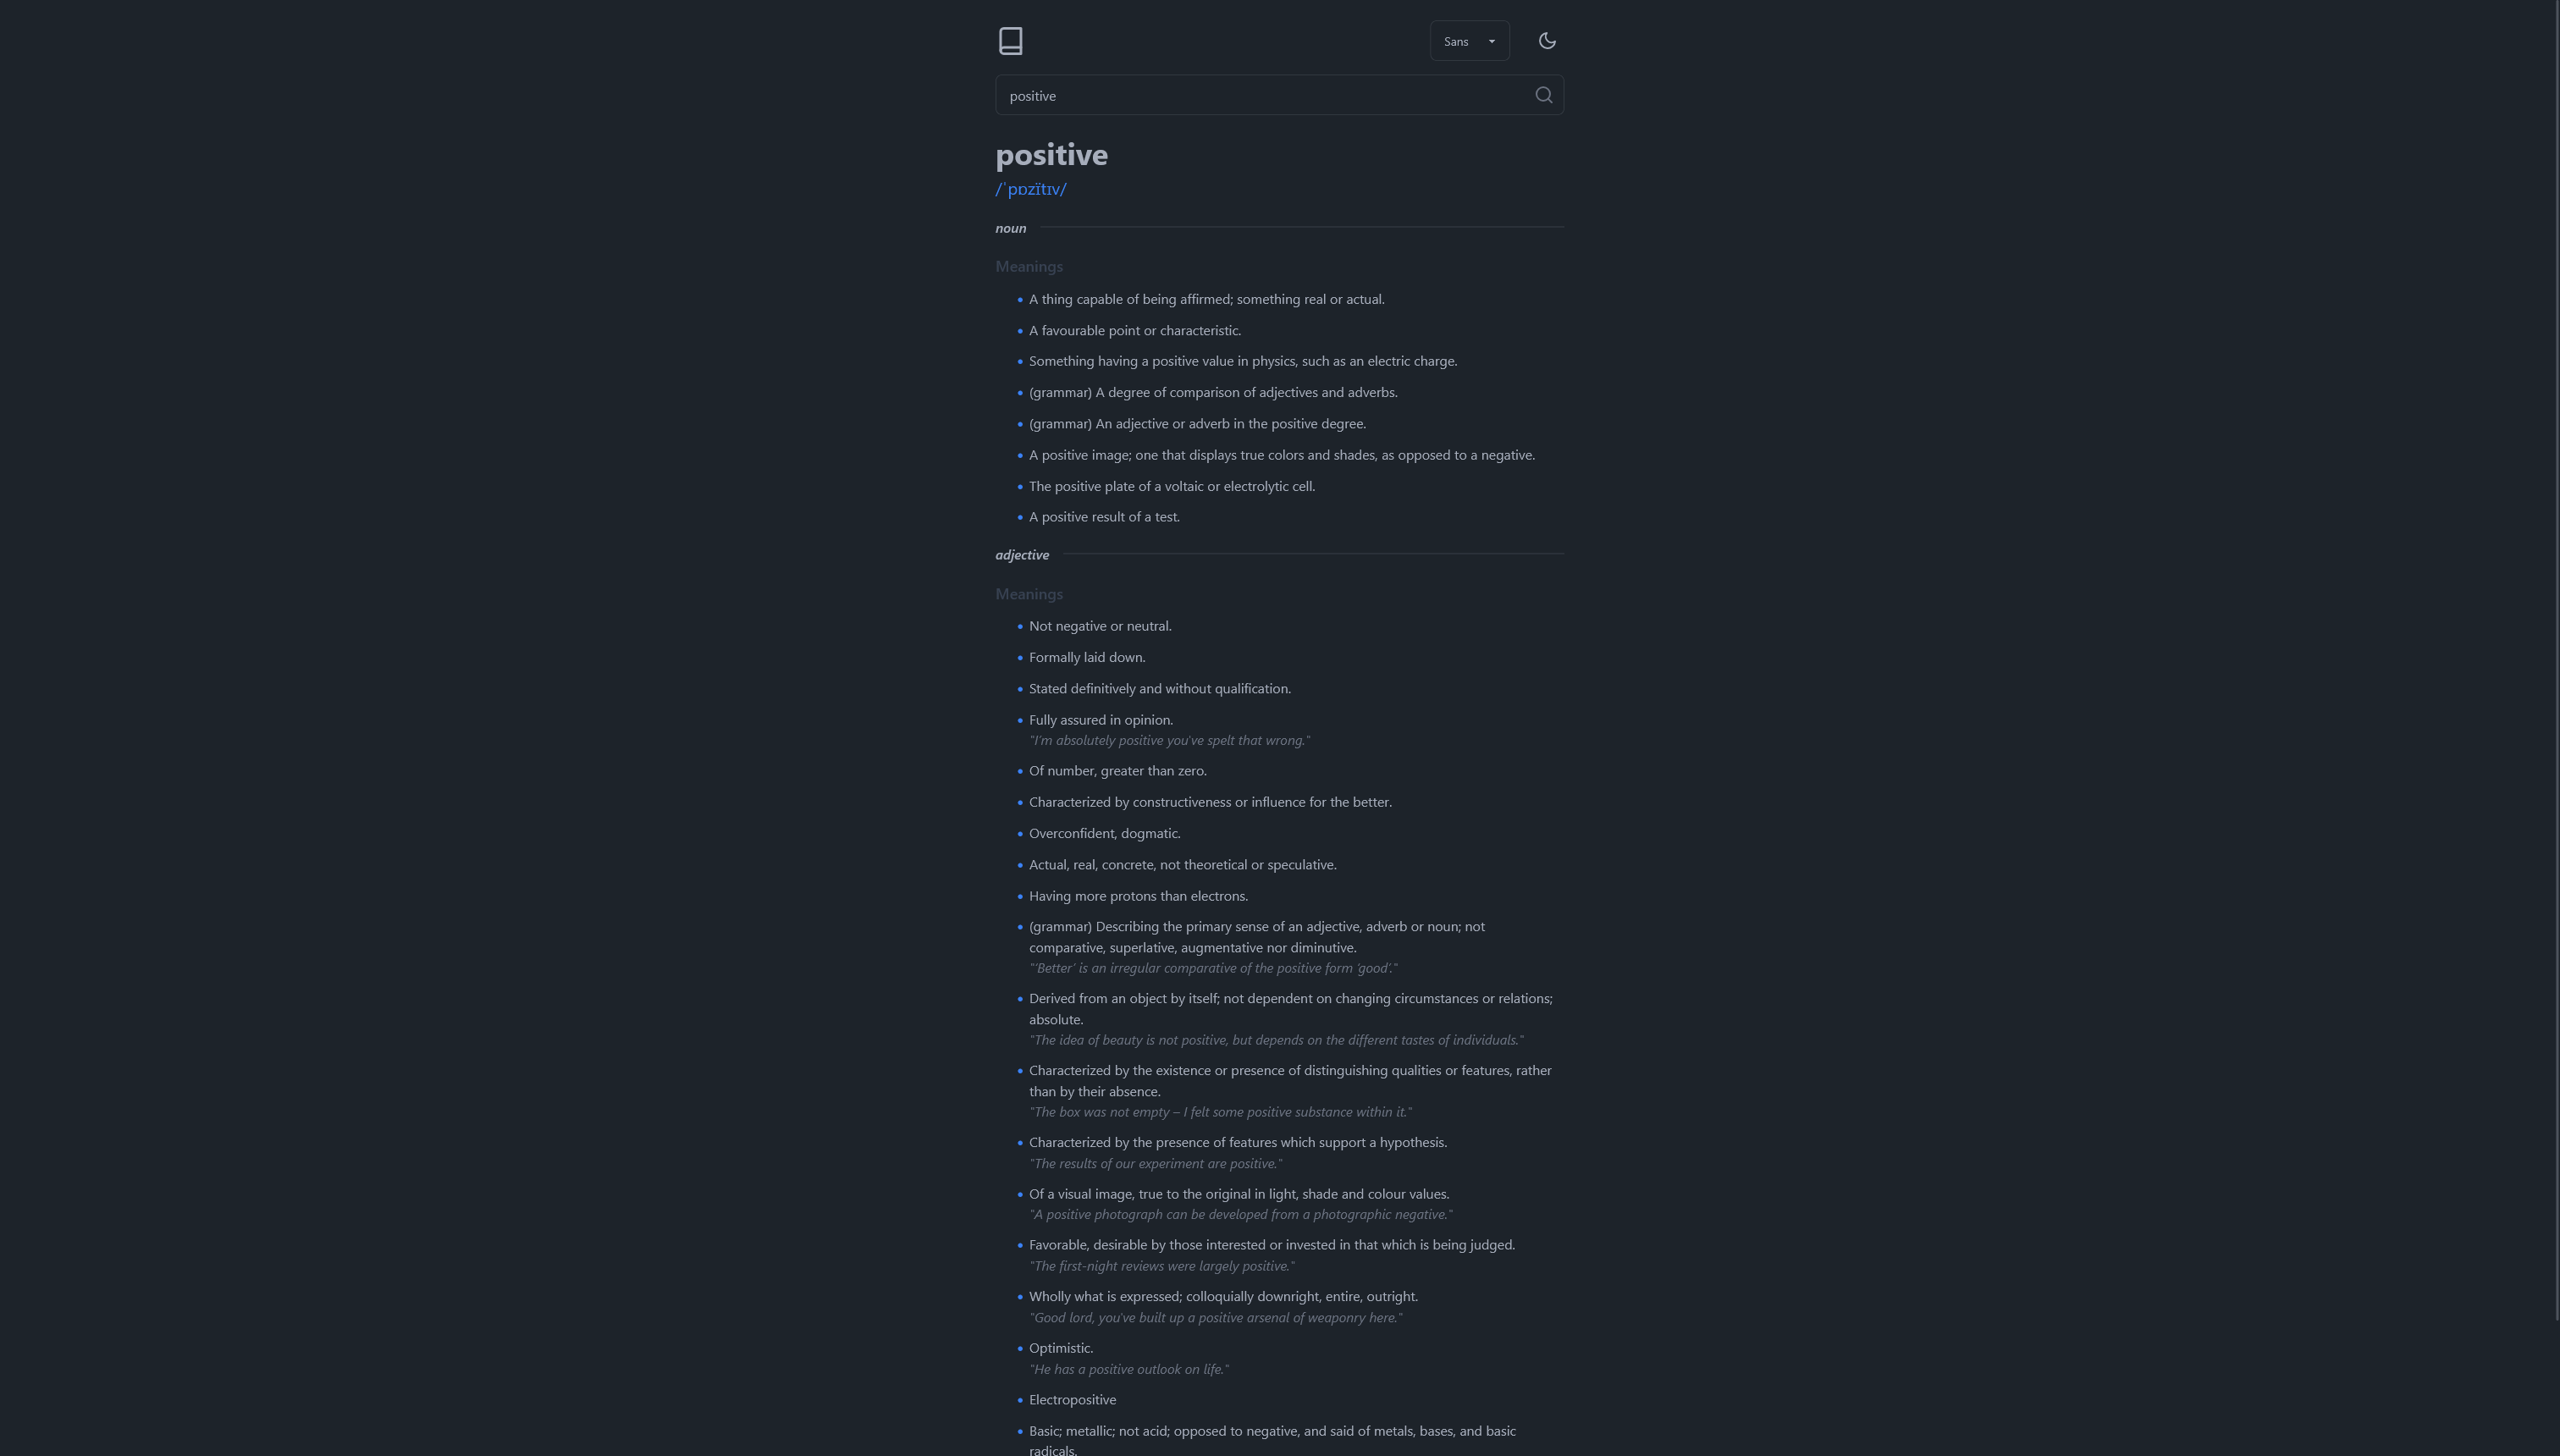 Sans
positive
positive
/ˈpɒzɪ̈tɪv/
noun
Meanings
A thing capable of being affirmed; something real or actual.
A favourable point or characteristic.
Something having a positive value in physics, such as an electric charge.
(grammar) A degree of comparison of adjectives and adverbs.
(grammar) An adjective or adverb in the positive degree.
A positive image; one that displays true colors and shades, as opposed to a negative.
The positive plate of a voltaic or electrolytic cell.
A positive result of a test.
adjective
Meanings
Not negative or neutral.
Formally laid down.
Stated definitively and without qualification.
Fully assured in opinion.
"I’m absolutely positive you've spelt that wrong."
Of number, greater than zero.
Characterized by constructiveness or influence for the better.
Overconfident, dogmatic.
Actual, real, concrete, not theoretical or speculative.
Having more protons than electrons.
(grammar) Describing the primary sense of an adjective, adverb or noun; not
comparative, superlative, augmentative nor diminutive.
"‘Better’ is an irregular comparative of the positive form ‘good’."
Derived from an object by itself; not dependent on changing circumstances or relations;
absolute.
"The idea of beauty is not positive, but depends on the different tastes of individuals."
Characterized by the existence or presence of distinguishing qualities or features, rather
than by their absence.
"The box was not empty – I felt some positive substance within it."
Characterized by the presence of features which support a hypothesis.
"The results of our experiment are positive."
Of a visual image, true to the original in light, shade and colour values.
"A positive photograph can be developed from a photographic negative."
Favorable, desirable by those interested or invested in that which is being judged.
"The first-night reviews were largely positive."
Wholly what is expressed; colloquially downright, entire, outright.
"Good lord, you've built up a positive arsenal of weaponry here."
Optimistic.
"He has a positive outlook on life."
Electropositive
Basic; metallic; not acid; opposed to negative, and said of metals, bases, and basic
radicals.